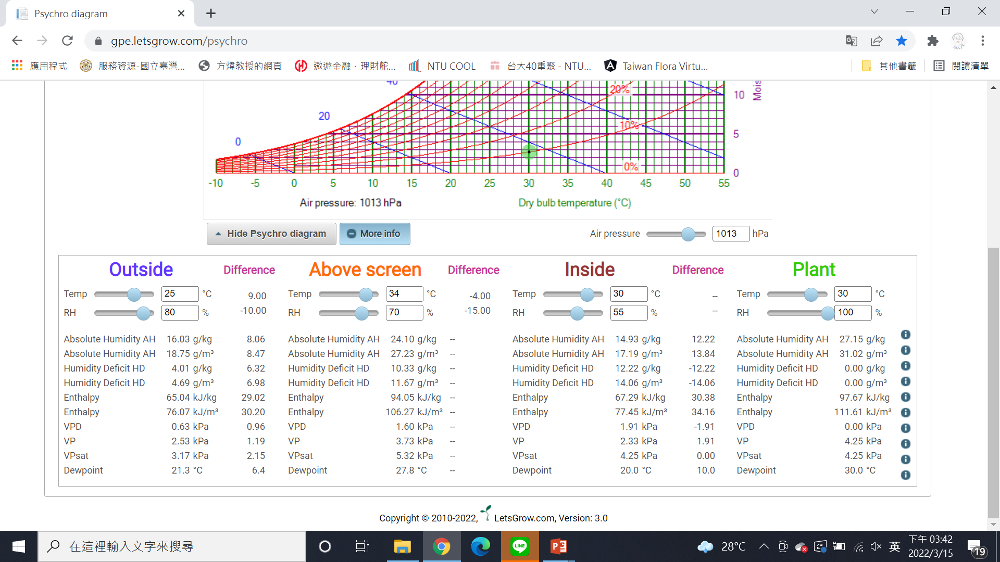 Psychro diagram
gpe.letsgrow.com/psychro
應用程式 服務資源-國立臺灣... 方煒教授的網頁 遨遊金融、理財舵... NTU COOL 台大40重聚 - NTU... Taiwan Flora Virtu... 其他書籤 閱讀清單
40
20% 10 Mois
20
10% 5
0
0% 0
-10 -5 0 5 10 15 20 25 30 35 40 45 50 55
Air pressure: 1013 hPa Dry bulb temperature (°C)
Hide Psychro diagram More info Air pressure 1013 hPa
Outside Difference Above screen Difference Inside Difference Plant
Temp 25 °C 9.00 Temp 34 °C -4.00 Temp 30 °C -- Temp 30 °C
RH 80 % -10.00 RH 70 % -15.00 RH 55 % -- RH 100 %
Absolute Humidity AH 16.03 g/kg 8.06 Absolute Humidity AH 24.10 g/kg -- Absolute Humidity AH 14.93 g/kg 12.22 Absolute Humidity AH 27.15 g/kg
Absolute Humidity AH 18.75 g/m³ 8.47 Absolute Humidity AH 27.23 g/m³ -- Absolute Humidity AH 17.19 g/m³ 13.84 Absolute Humidity AH 31.02 g/m³
Humidity Deficit HD 4.01 g/kg 6.32 Humidity Deficit HD 10.33 g/kg -- Humidity Deficit HD 12.22 g/kg -12.22 Humidity Deficit HD 0.00 g/kg
Humidity Deficit HD 4.69 g/m³ 6.98 Humidity Deficit HD 11.67 g/m³ -- Humidity Deficit HD 14.06 g/m³ -14.06 Humidity Deficit HD 0.00 g/m³
Enthalpy 65.04 kJ/kg 29.02 Enthalpy 94.05 kJ/kg -- Enthalpy 67.29 kJ/kg 30.38 Enthalpy 97.67 kJ/kg
Enthalpy 76.07 kJ/m³ 30.20 Enthalpy 106.27 kJ/m³ -- Enthalpy 77.45 kJ/m³ 34.16 Enthalpy 111.61 kJ/m³
VPD 0.63 kPa 0.96 VPD 1.60 kPa -- VPD 1.91 kPa -1.91 VPD 0.00 kPa
VP 2.53 kPa 1.19 VP 3.73 kPa -- VP 2.33 kPa 1.91 VP 4.25 kPa
VPsat 3.17 kPa 2.15 VPsat 5.32 kPa -- VPsat 4.25 kPa 0.00 VPsat 4.25 kPa
Dewpoint 21.3 °C 6.4 Dewpoint 27.8 °C -- Dewpoint 20.0 °C 10.0 Dewpoint 30.0 °C
Copyright © 2010-2022, LetsGrow.com, Version: 3.0
在這裡輸入文字來搜尋 LINE 28°C 英 下午 03:42
2022/3/15 19